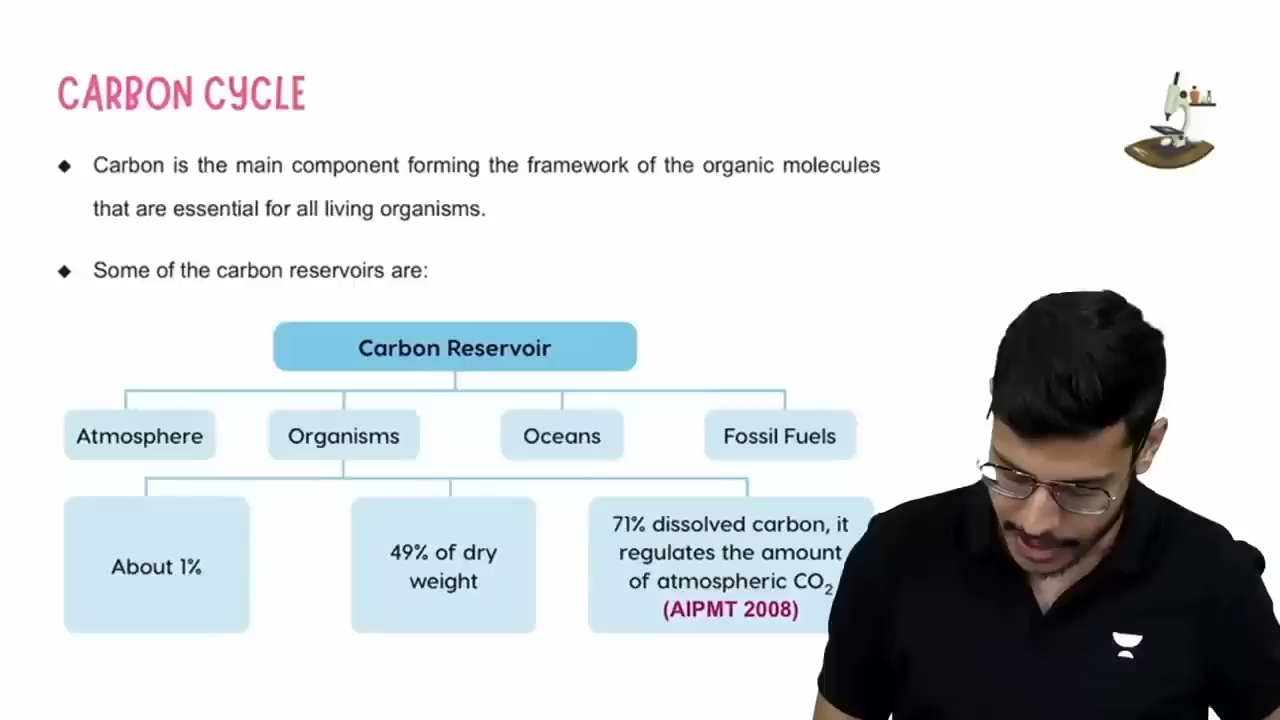 CARBON CYCLE
◆ Carbon is the main component forming the framework of the organic molecules
that are essential for all living organisms.
◆ Some of the carbon reservoirs are:
Carbon Reservoir
Atmosphere
Organisms
Oceans
Fossil Fuels
About 1%
49% of dry
weight
71% dissolved carbon, it
regulates the amount
of atmospheric CO₂
(AIPMT 2008)